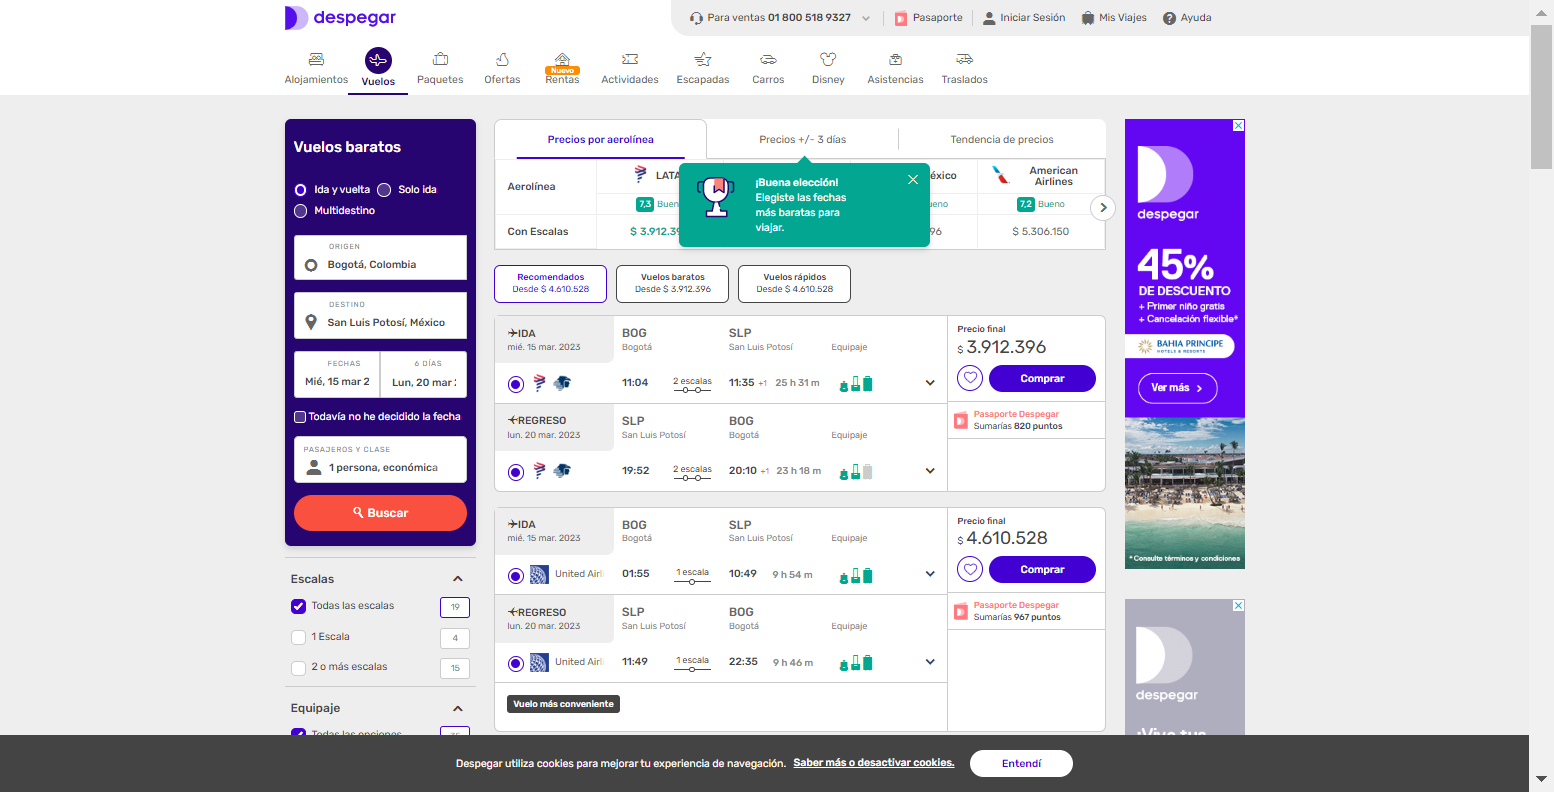 despegar
Para ventas 01 800 518 9327
Pasaporte
Iniciar Sesión
Mis Viajes
Ayuda
Alojamientos
Vuelos
Paquetes
Ofertas
Nuevo
Rentas
Actividades
Escapadas
Carros
Disney
Asistencias
Traslados
Vuelos baratos
Ida y vuelta
Solo ida
Multidestino
ORIGEN
Bogotá, Colombia
DESTINO
San Luis Potosí, México
FECHAS
6 DÍAS
Mié, 15 mar 2
Lun, 20 mar
Todavía no he decidido la fecha
PASAJEROS Y CLASE
1 persona, económica
Buscar
Escalas
Todas las escalas 19
1 Escala 4
2 o más escalas 15
Equipaje
Todas las opciones
Precios por aerolínea
Precios +/- 3 días
Tendencia de precios
Aerolínea
LATA
éxico
American
Airlines
7,3 Buen
ueno
7,2 Bueno
Con Escalas
$ 3.912.39
96
$ 5.306.150
¡Buena elección!
Elegiste las fechas
más baratas para
viajar.
Recomendados
Desde $ 4.610.528
Vuelos baratos
Desde $ 3.912.396
Vuelos rápidos
Desde $ 4.610.528
IDA
BOG
SLP
mié. 15 mar. 2023
Bogotá
San Luis Potosí
Equipaje
11:04
2 escalas
11:35 +1
25 h 31 m
REGRESO
SLP
BOG
lun. 20 mar. 2023
San Luis Potosí
Bogotá
Equipaje
19:52
2 escalas
20:10 +1
23 h 18 m
Precio final
$ 3.912.396
Comprar
Pasaporte Despegar
Sumarías 820 puntos
IDA
BOG
SLP
mié. 15 mar. 2023
Bogotá
San Luis Potosí
Equipaje
United Airl
01:55
1 escala
10:49
9 h 54 m
REGRESO
SLP
BOG
lun. 20 mar. 2023
San Luis Potosí
Bogotá
Equipaje
United Airl
11:49
1 escala
22:35
9 h 46 m
Vuelo más conveniente
Precio final
$ 4.610.528
Comprar
Pasaporte Despegar
Sumarías 967 puntos
despegar
45%
DE DESCUENTO
+ Primer niño gratis
+ Cancelación flexible*
BAHIA PRINCIPE
HOTELS & RESORTS
Ver más
*Consulte términos y condiciones
despegar
¡Vive tus
Despegar utiliza cookies para mejorar tu experiencia de navegación. Saber más o desactivar cookies.
Entendí